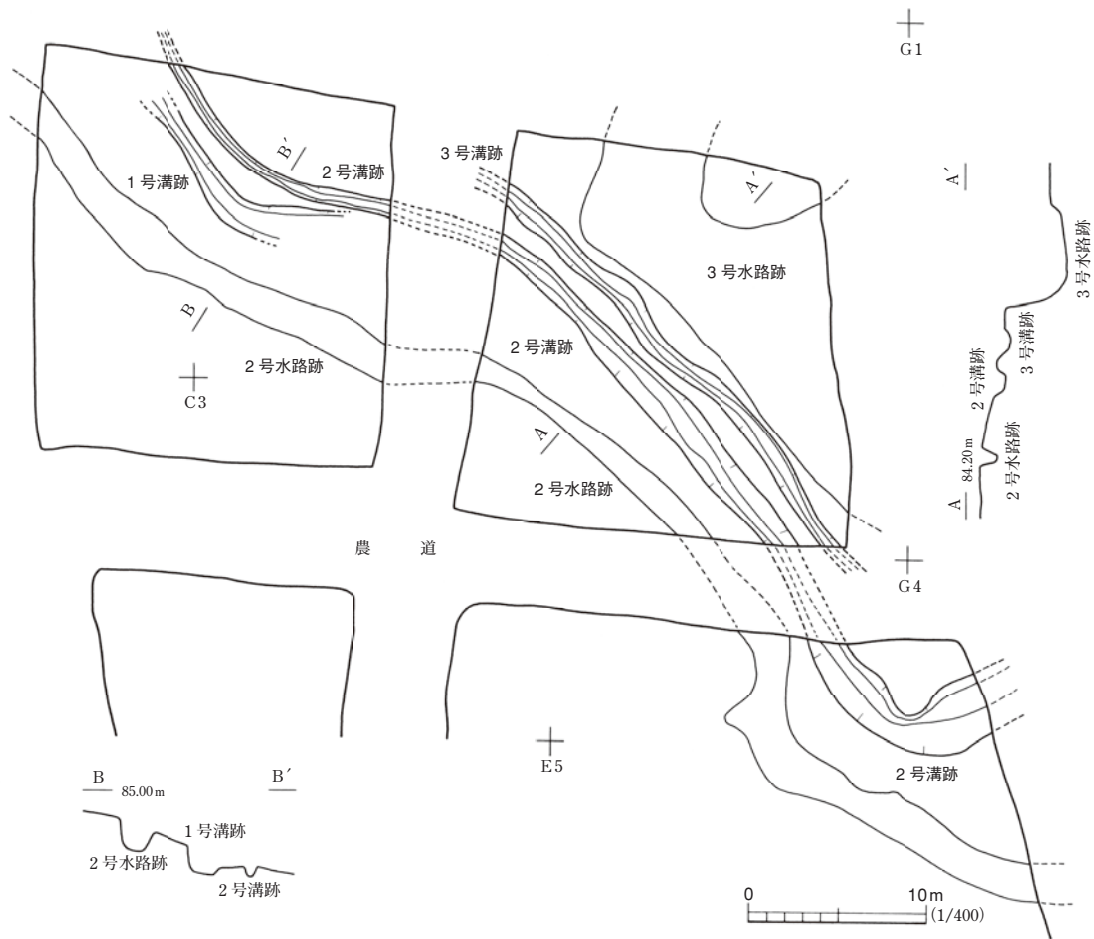 G1
B´
2号溝跡
3号溝跡
1号溝跡
A´
A´
3号水路跡
3号水路跡
B
2号水路跡
C3
2号溝跡
3号溝跡
2号溝跡
A
2号水路跡
2号水路跡
A
84.20m
農道
G4
E5
2号溝跡
B
85.00m
B´
1号溝跡
2号水路跡
2号溝跡
0
10m
(1/400)